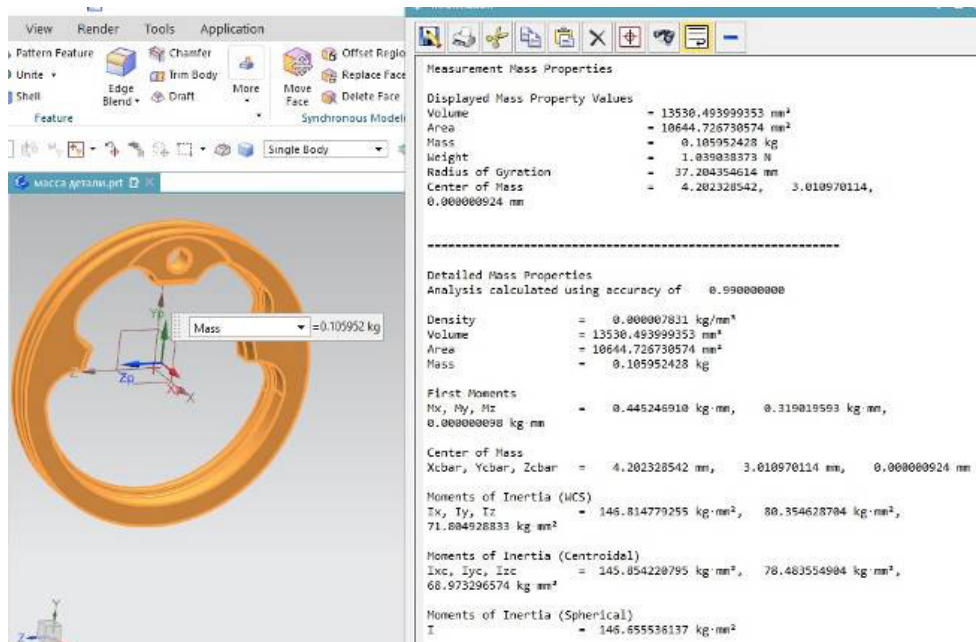 View Render Tools Application
Pattern Feature
Unite
Shell
Edge Blend
Chamfer
Trim Body
Draft
More
Feature
Move Face
Offset Regio
Replace Face
Delete Face
Synchronous Model
Single Body
масса детали.prt
Mass =0.105952 kg
Yp
Z
Zp
X
Y
Z
Measurement Mass Properties
Displayed Mass Property Values
Volume = 13530.493999353 mm³
Area = 10644.726730574 mm²
Mass = 0.105952428 kg
Weight = 1.039038373 N
Radius of Gyration = 37.204354614 mm
Center of Mass = 4.202328542, 3.010970114,
0.000000924 mm
------------------------------------------------------------
Detailed Mass Properties
Analysis calculated using accuracy of 0.990000000
Density = 0.000007831 kg/mm³
Volume = 13530.493999353 mm³
Area = 10644.726730574 mm²
Mass = 0.105952428 kg
First Moments
Mx, My, Mz = 0.445246910 kg·mm, 0.319019593 kg·mm,
0.000000098 kg·mm
Center of Mass
Xcbar, Ycbar, Zcbar = 4.202328542 mm, 3.010970114 mm, 0.000000924 mm
Moments of Inertia (WCS)
Ix, Iy, Iz = 146.814779255 kg·mm², 80.354628704 kg·mm²,
71.804928833 kg·mm²
Moments of Inertia (Centroidal)
Ixc, Iyc, Izc = 145.854220795 kg·mm², 78.483554904 kg·mm²,
68.973296574 kg·mm²
Moments of Inertia (Spherical)
I = 146.655536137 kg·mm²